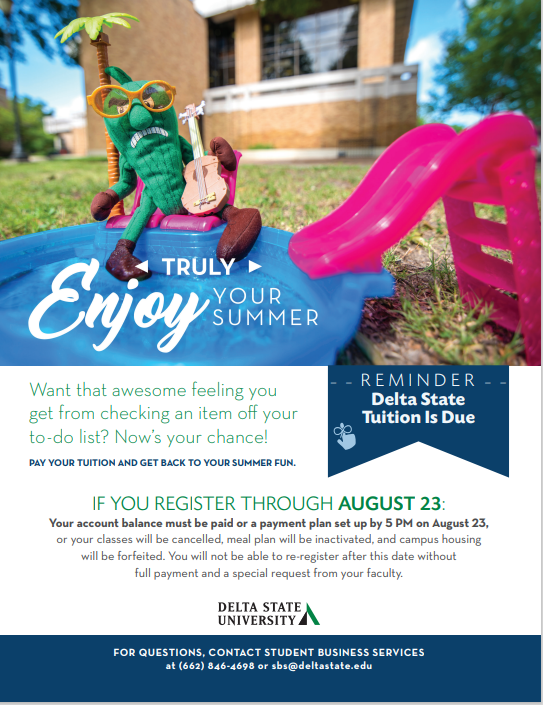 TRULY
Enjoy YOUR
SUMMER
Want that awesome feeling you
get from checking an item off your
to-do list? Now's your chance!
PAY YOUR TUITION AND GET BACK TO YOUR SUMMER FUN.
-- REMINDER --
Delta State
Tuition Is Due
IF YOU REGISTER THROUGH AUGUST 23:
Your account balance must be paid or a payment plan set up by 5 PM on August 23,
or your classes will be cancelled, meal plan will be inactivated, and campus housing
will be forfeited. You will not be able to re-register after this date without
full payment and a special request from your faculty.
DELTA STATE
UNIVERSITY
FOR QUESTIONS, CONTACT STUDENT BUSINESS SERVICES
at (662) 846-4698 or sbs@deltastate.edu